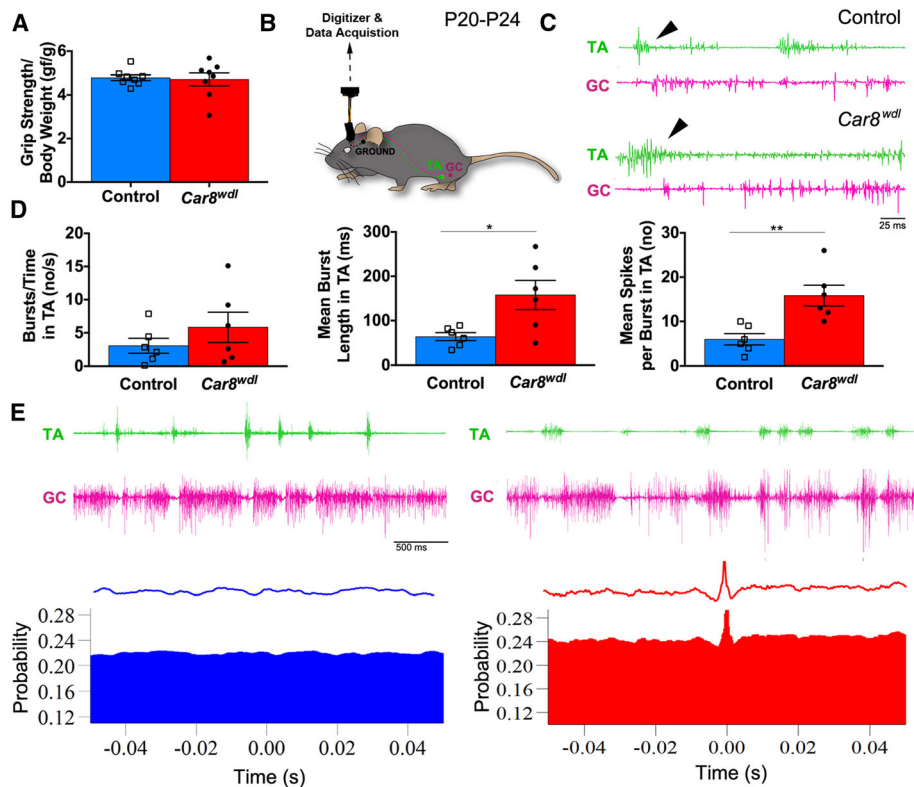 A
Grip Strength/
Body Weight (gf/g)
6
4
2
0
Control
Car8wdl
B
Digitizer &
Data Acquistion
P20-P24
GROUND
TA
GC
C
Control
TA
GC
Car8wdl
TA
GC
25 ms
D
Bursts/Time
in TA (no/s)
20
15
10
5
0
Control
Car8wdl
Mean Burst
Length in TA (ms)
300
200
100
0
*
Control
Car8wdl
Mean Spikes
per Burst in TA (no)
30
20
10
0
**
Control
Car8wdl
E
TA
GC
500 ms
TA
GC
Probability
0.28
0.24
0.20
0.16
0.12
-0.04 -0.02 0.00 0.02 0.04
Time (s)
Probability
0.28
0.24
0.20
0.16
0.12
-0.04 -0.02 0.00 0.02 0.04
Time (s)